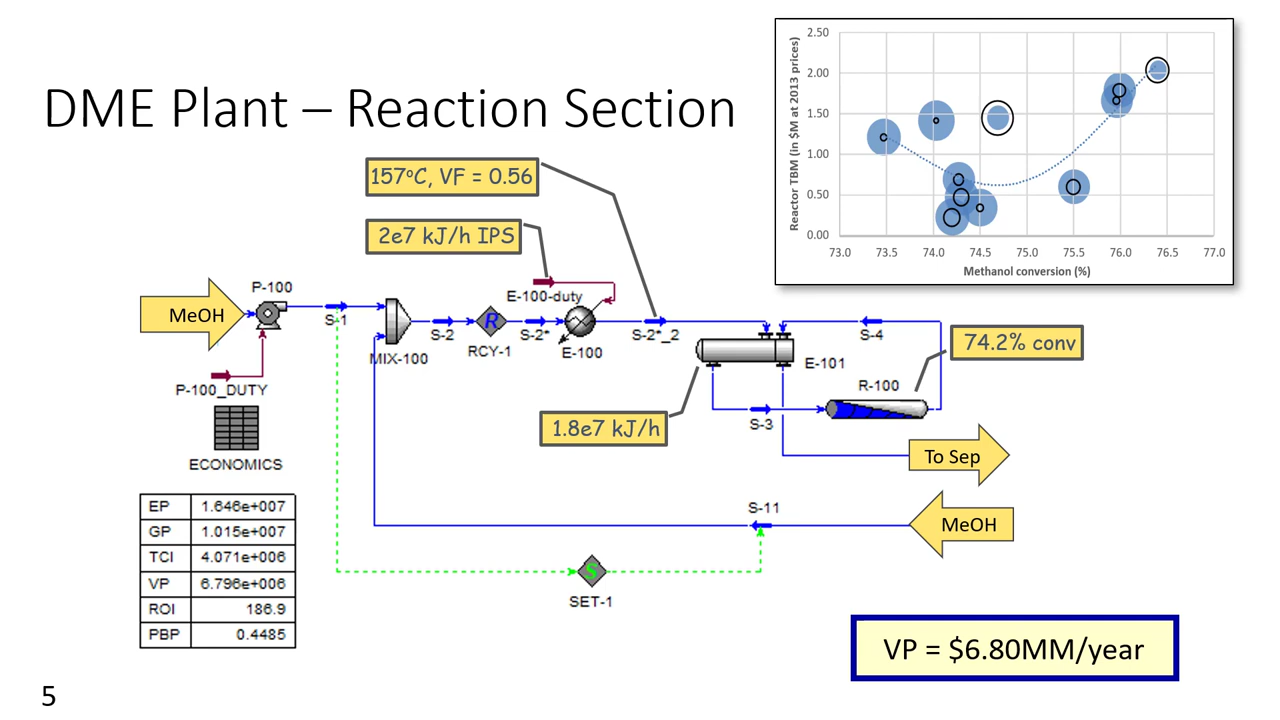 DME Plant – Reaction Section
2.50
2.00
1.50
1.00
0.50
0.00
73.0 73.5 74.0 74.5 75.0 75.5 76.0 76.5 77.0
Reactor TBM (in $M at 2013 prices)
Methanol conversion (%)
157°C, VF = 0.56
2e7 kJ/h IPS
P-100
E-100-duty
MeOH
S-1
S-2
S-2*
S-2*_2
S-4
RCY-1
R
E-100
MIX-100
E-101
74.2% conv
P-100_DUTY
R-100
1.8e7 kJ/h
S-3
ECONOMICS
To Sep
EP 1.646e+007
GP 1.015e+007
TCI 4.071e+006
VP 6.796e+006
ROI 186.9
PBP 0.4485
S-11
MeOH
S
SET-1
VP = $6.80MM/year
5